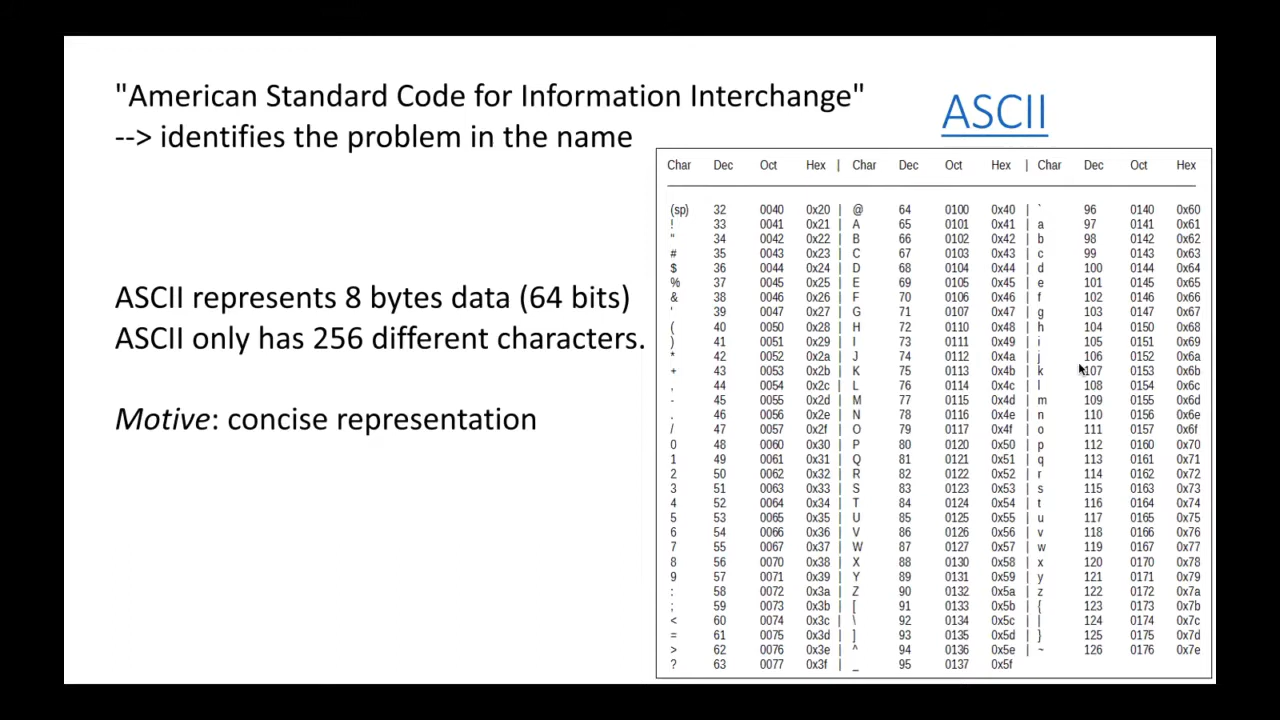 "American Standard Code for Information Interchange"
--> identifies the problem in the name
ASCII represents 8 bytes data (64 bits)
ASCII only has 256 different characters.
Motive: concise representation
ASCII
Char Dec Oct Hex | Char Dec Oct Hex | Char Dec Oct Hex
(sp) 32 0040 0x20 | @ 64 0100 0x40 | ` 96 0140 0x60
! 33 0041 0x21 | A 65 0101 0x41 | a 97 0141 0x61
" 34 0042 0x22 | B 66 0102 0x42 | b 98 0142 0x62
# 35 0043 0x23 | C 67 0103 0x43 | c 99 0143 0x63
$ 36 0044 0x24 | D 68 0104 0x44 | d 100 0144 0x64
% 37 0045 0x25 | E 69 0105 0x45 | e 101 0145 0x65
& 38 0046 0x26 | F 70 0106 0x46 | f 102 0146 0x66
' 39 0047 0x27 | G 71 0107 0x47 | g 103 0147 0x67
( 40 0050 0x28 | H 72 0110 0x48 | h 104 0150 0x68
) 41 0051 0x29 | I 73 0111 0x49 | i 105 0151 0x69
* 42 0052 0x2a | J 74 0112 0x4a | j 106 0152 0x6a
+ 43 0053 0x2b | K 75 0113 0x4b | k 107 0153 0x6b
, 44 0054 0x2c | L 76 0114 0x4c | l 108 0154 0x6c
- 45 0055 0x2d | M 77 0115 0x4d | m 109 0155 0x6d
. 46 0056 0x2e | N 78 0116 0x4e | n 110 0156 0x6e
/ 47 0057 0x2f | O 79 0117 0x4f | o 111 0157 0x6f
0 48 0060 0x30 | P 80 0120 0x50 | p 112 0160 0x70
1 49 0061 0x31 | Q 81 0121 0x51 | q 113 0161 0x71
2 50 0062 0x32 | R 82 0122 0x52 | r 114 0162 0x72
3 51 0063 0x33 | S 83 0123 0x53 | s 115 0163 0x73
4 52 0064 0x34 | T 84 0124 0x54 | t 116 0164 0x74
5 53 0065 0x35 | U 85 0125 0x55 | u 117 0165 0x75
6 54 0066 0x36 | V 86 0126 0x56 | v 118 0166 0x76
7 55 0067 0x37 | W 87 0127 0x57 | w 119 0167 0x77
8 56 0070 0x38 | X 88 0130 0x58 | x 120 0170 0x78
9 57 0071 0x39 | Y 89 0131 0x59 | y 121 0171 0x79
: 58 0072 0x3a | Z 90 0132 0x5a | z 122 0172 0x7a
; 59 0073 0x3b | [ 91 0133 0x5b | { 123 0173 0x7b
< 60 0074 0x3c | \ 92 0134 0x5c | | 124 0174 0x7c
= 61 0075 0x3d | ] 93 0135 0x5d | } 125 0175 0x7d
> 62 0076 0x3e | ^ 94 0136 0x5e | ~ 126 0176 0x7e
? 63 0077 0x3f | _ 95 0137 0x5f